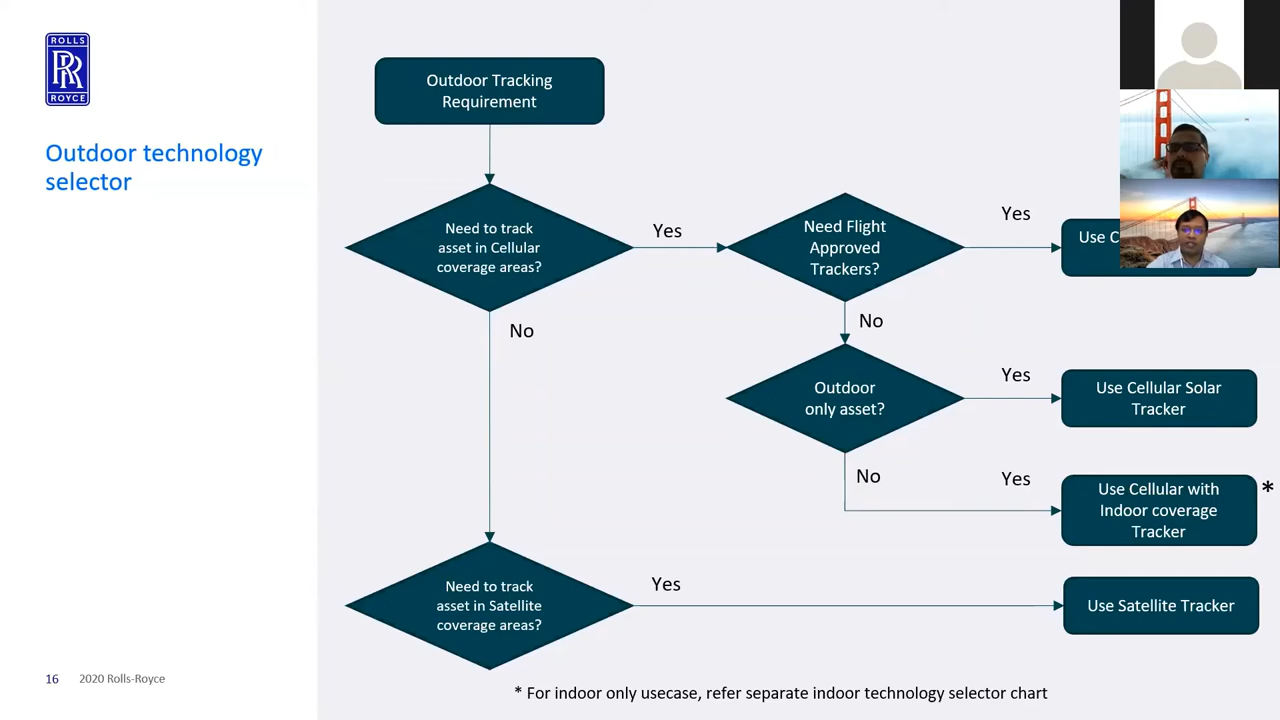 ROLLS
RR
ROYCE
Outdoor technology
selector
Outdoor Tracking
Requirement
Need to track
asset in Cellular
coverage areas?
Yes
No
Need Flight
Approved
Trackers?
Yes
No
Use
Outdoor
only asset?
Yes
No
Use Cellular Solar
Tracker
Yes
Use Cellular with
Indoor coverage
Tracker
*
Need to track
asset in Satellite
coverage areas?
Yes
Use Satellite Tracker
* For indoor only usecase, refer separate indoor technology selector chart
16 2020 Rolls-Royce